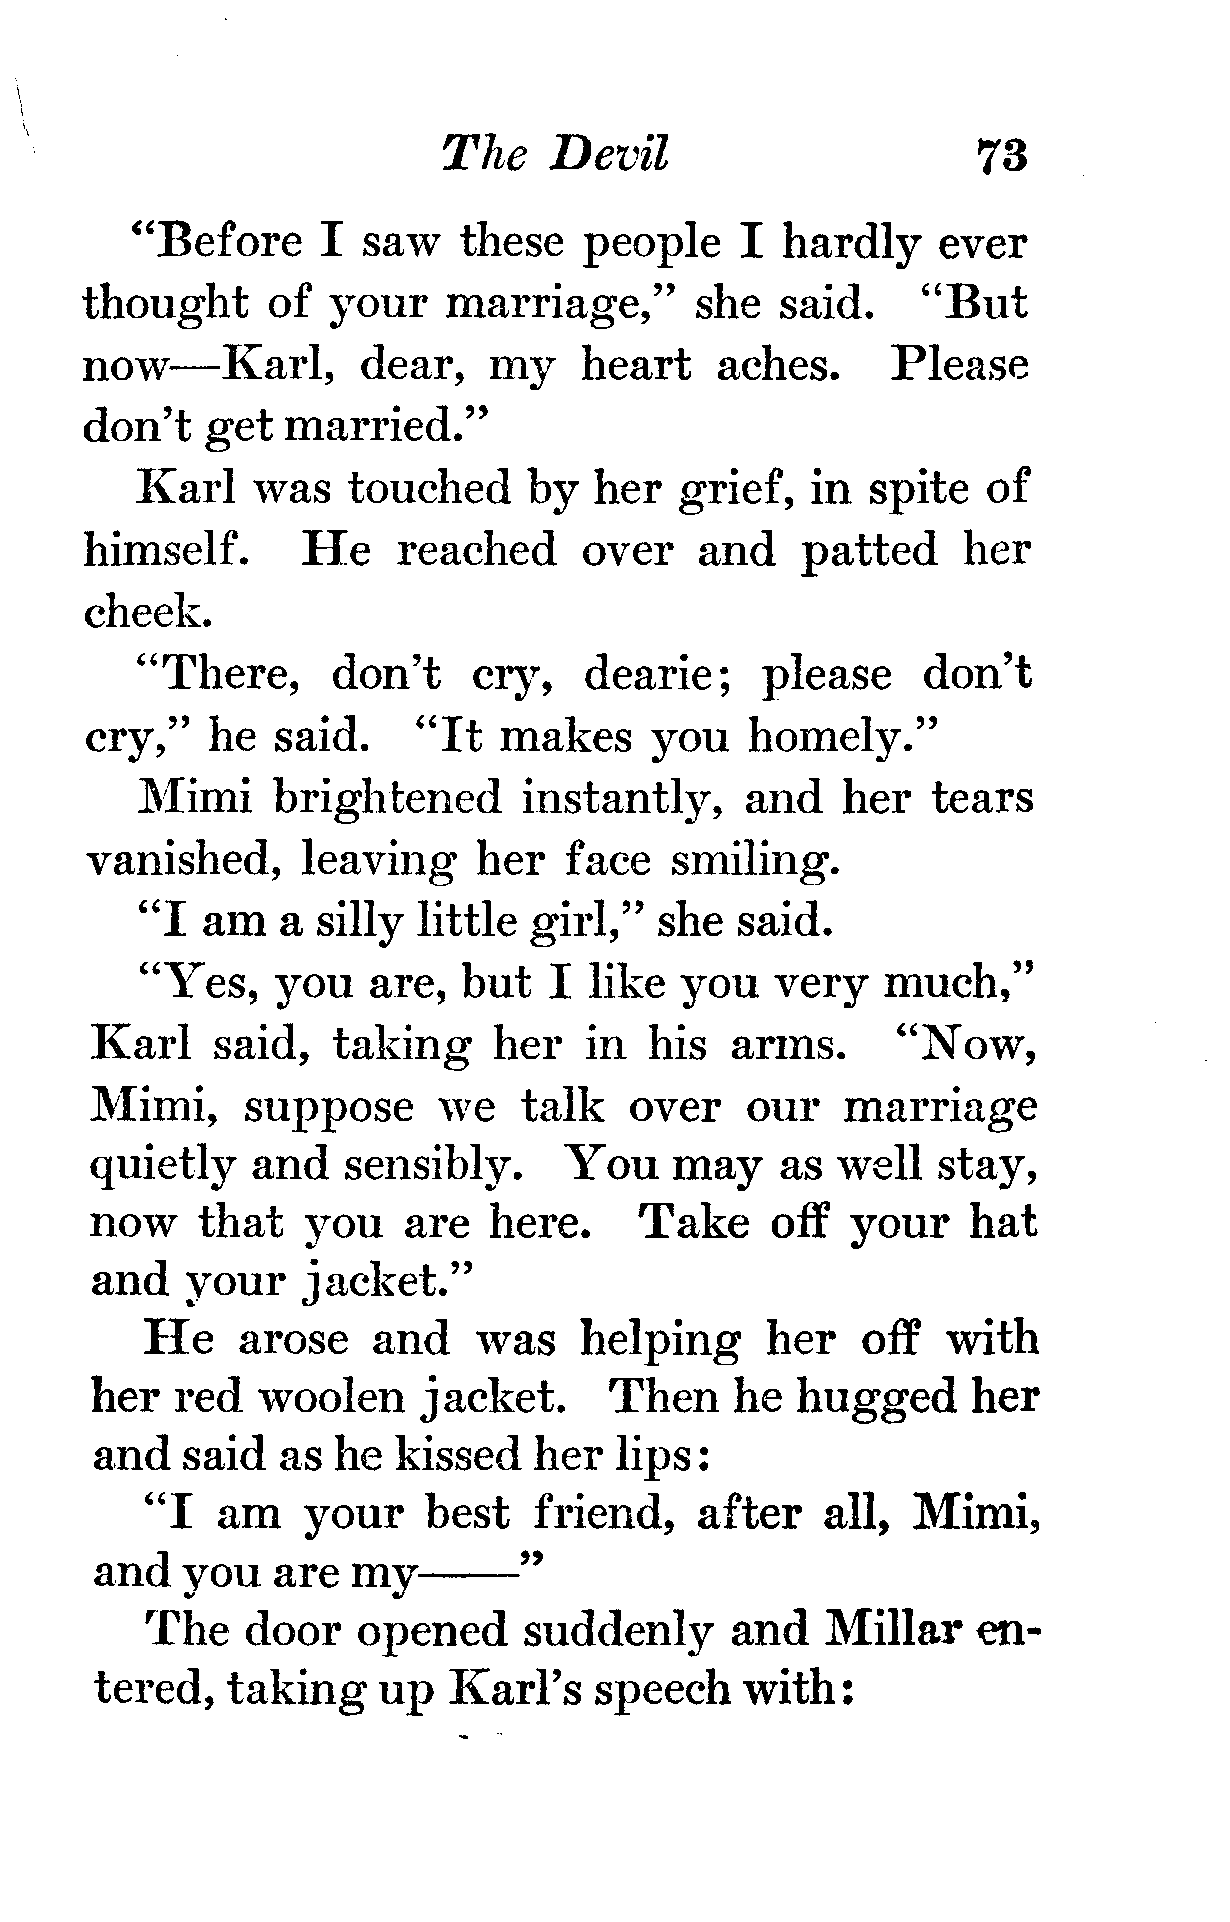 The Devil 73
“Before I saw these people I hardly ever
thought of your marriage,” she said. “But
now—Karl, dear, my heart aches. Please
don’t get married.”
Karl was touched by her grief, in spite of
himself. He reached over and patted her
cheek.
“There, don’t cry, dearie; please don’t
cry,” he said. “It makes you homely.”
Mimi brightened instantly, and her tears
vanished, leaving her face smiling.
“I am a silly little girl,” she said.
“Yes, you are, but I like you very much,”
Karl said, taking her in his arms. “Now,
Mimi, suppose we talk over our marriage
quietly and sensibly. You may as well stay,
now that you are here. Take off your hat
and your jacket.”
He arose and was helping her off with
her red woolen jacket. Then he hugged her
and said as he kissed her lips:
“I am your best friend, after all, Mimi,
and you are my——”
The door opened suddenly and Millar en-
tered, taking up Karl’s speech with: